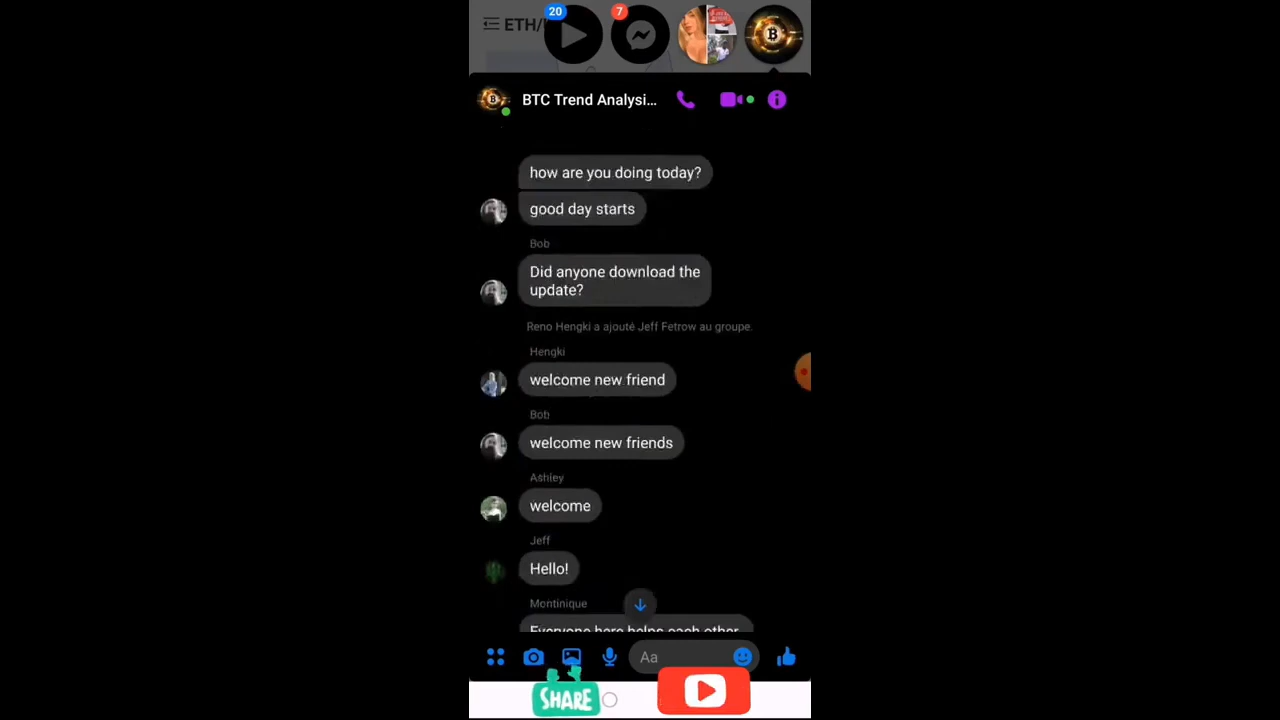 20
7
ETH/
BTC Trend Analysi...
how are you doing today?
good day starts
Bob
Did anyone download the
update?
Reno Hengki a ajouté Jeff Fetrow au groupe.
Hengki
welcome new friend
Bob
welcome new friends
Ashley
welcome
Jeff
Hello!
Montinique
Everyone here helps each other
Aa
SHARE